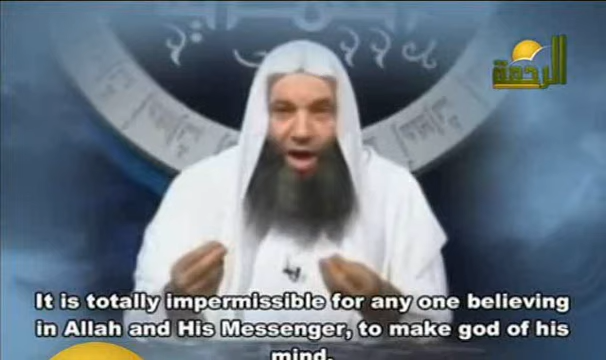 الرحمة
It is totally impermissible for any one believing
in Allah and His Messenger, to make god of his
mind.